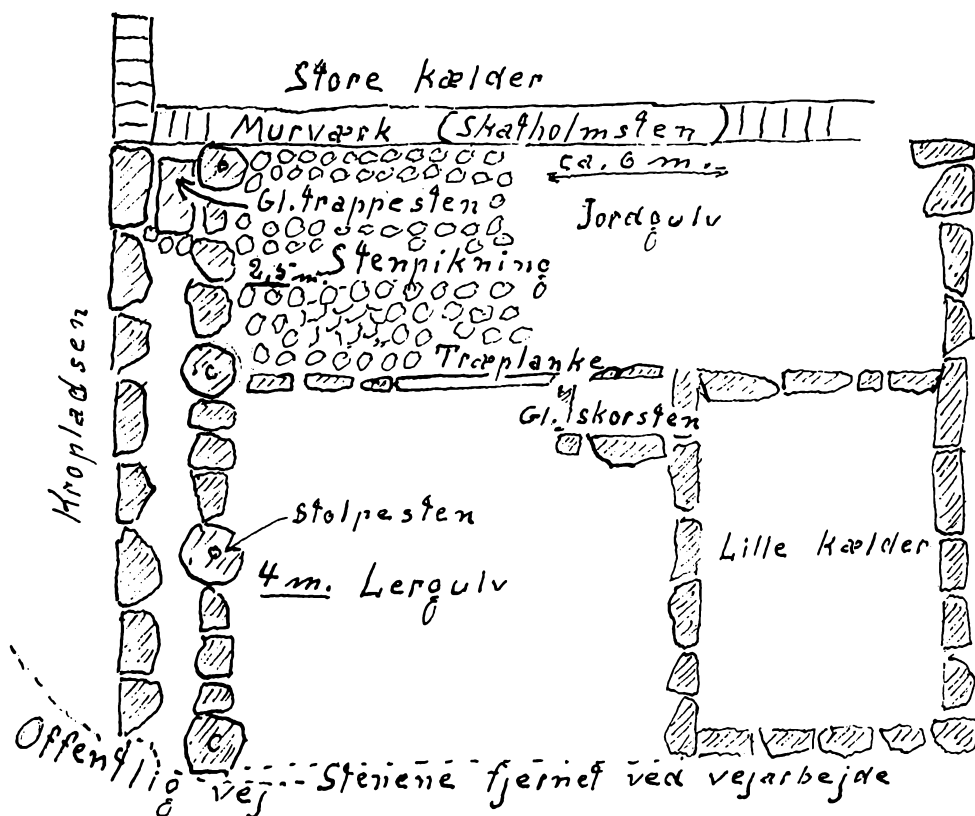 Store kælder
Murværk (Skatholmsten)
ca. 6 m.
Gl. trappesten
Jordgulv
2,5 m. Stenpikning
Træplanke
Gl. skorsten
Kropladsen
Stolpesten
Lille kælder
4 m. Lergulv
Offentlig vej
Stenene fjernet ved vejarbejde